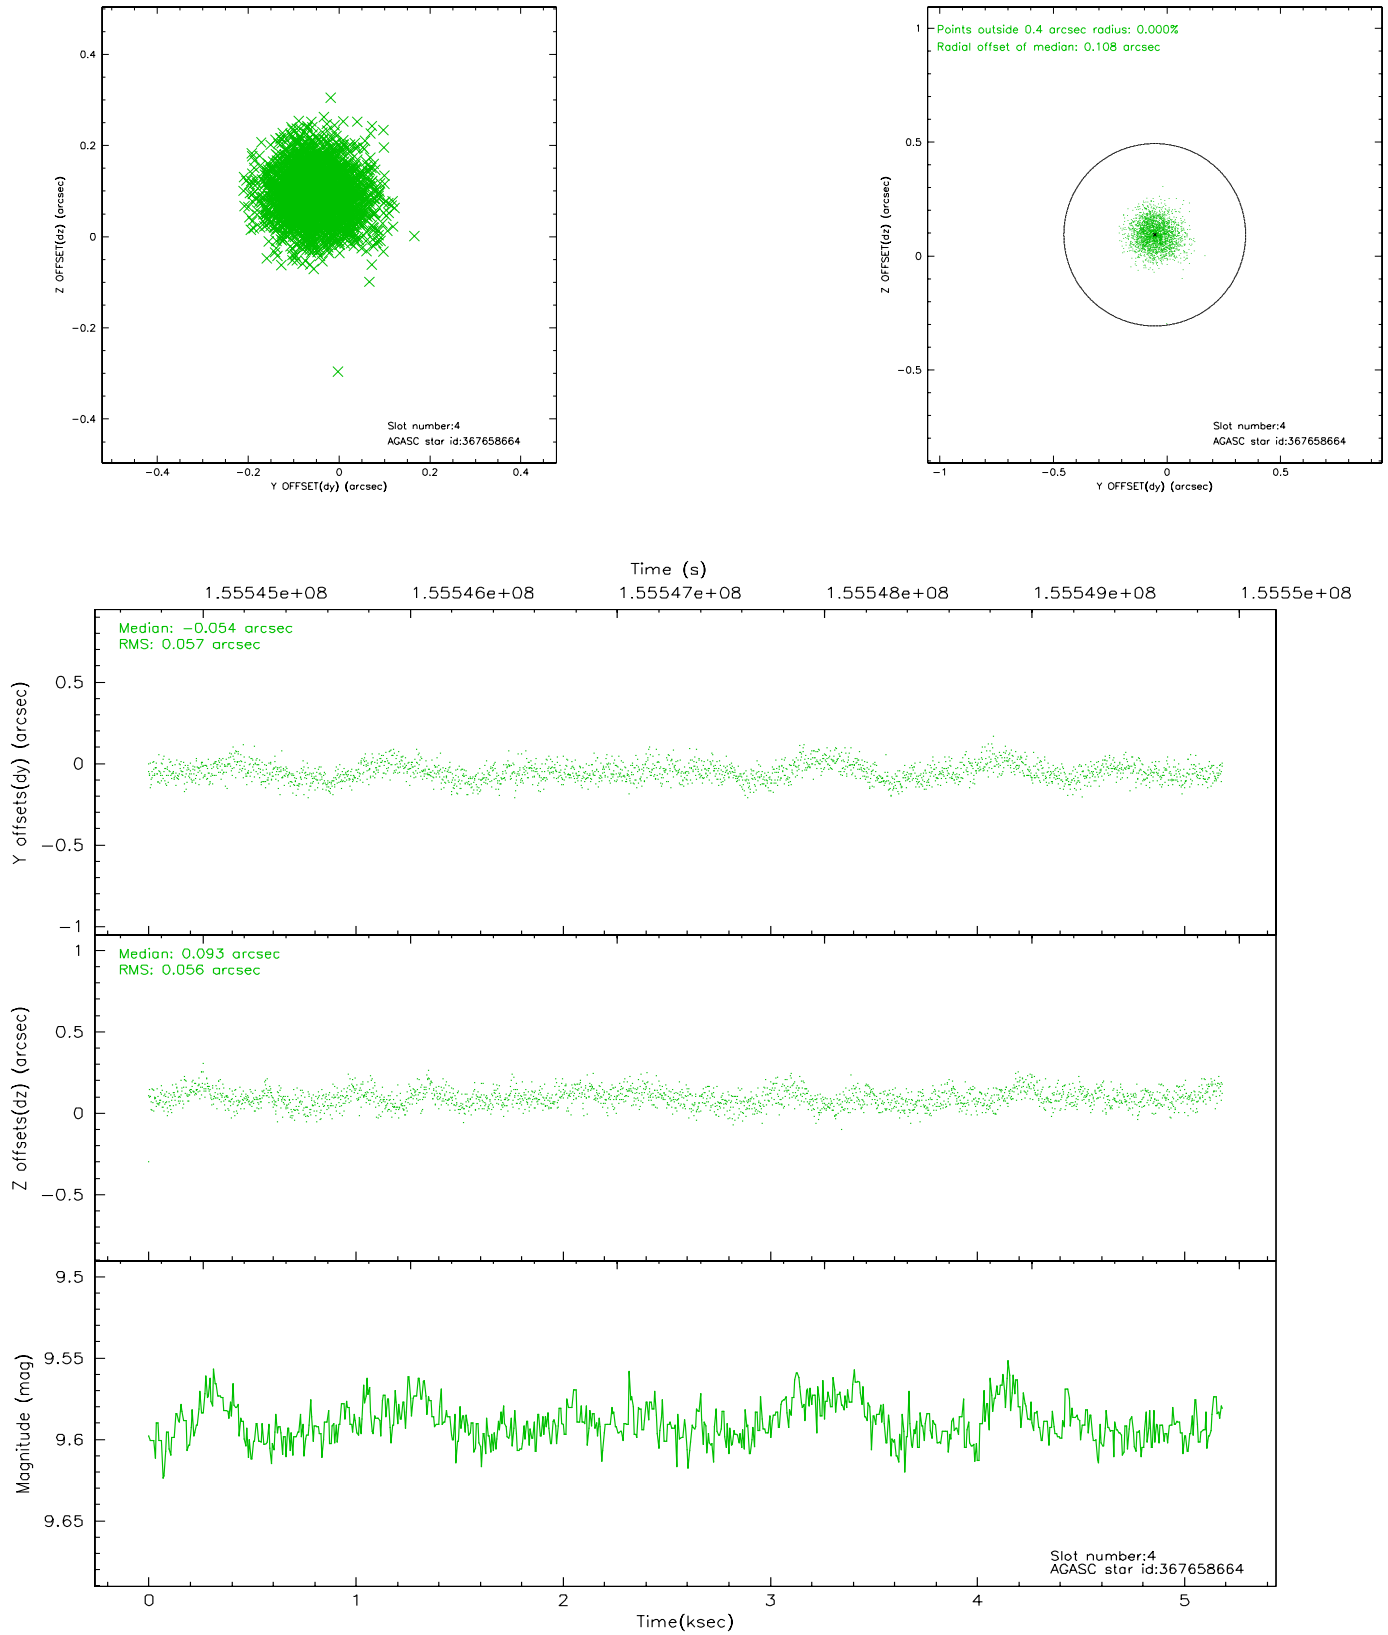 0.4
0.2
0
-0.2
-0.4
Z OFFSET(dz) (arcsec)
Slot number:4
AGASC star id:367658664
-0.4 -0.2 0 0.2 0.4
Y OFFSET(dy) (arcsec)
Points outside 0.4 arcsec radius: 0.000%
Radial offset of median: 0.108 arcsec
1
0.5
0
-0.5
Z OFFSET(dz) (arcsec)
Slot number:4
AGASC star id:367658664
-1 -0.5 0 0.5
Y OFFSET(dy) (arcsec)
Time (s)
1.55545e+08 1.55546e+08 1.55547e+08 1.55548e+08 1.55549e+08 1.5555e+08
Median: -0.054 arcsec
RMS: 0.057 arcsec
0.5
0
-0.5
-1
Y offsets(dy) (arcsec)
Median: 0.093 arcsec
RMS: 0.056 arcsec
1
0.5
0
-0.5
Z offsets(dz) (arcsec)
9.5
9.55
9.6
9.65
Magnitude (mag)
Slot number:4
AGASC star id:367658664
0 1 2 3 4 5
Time(ksec)